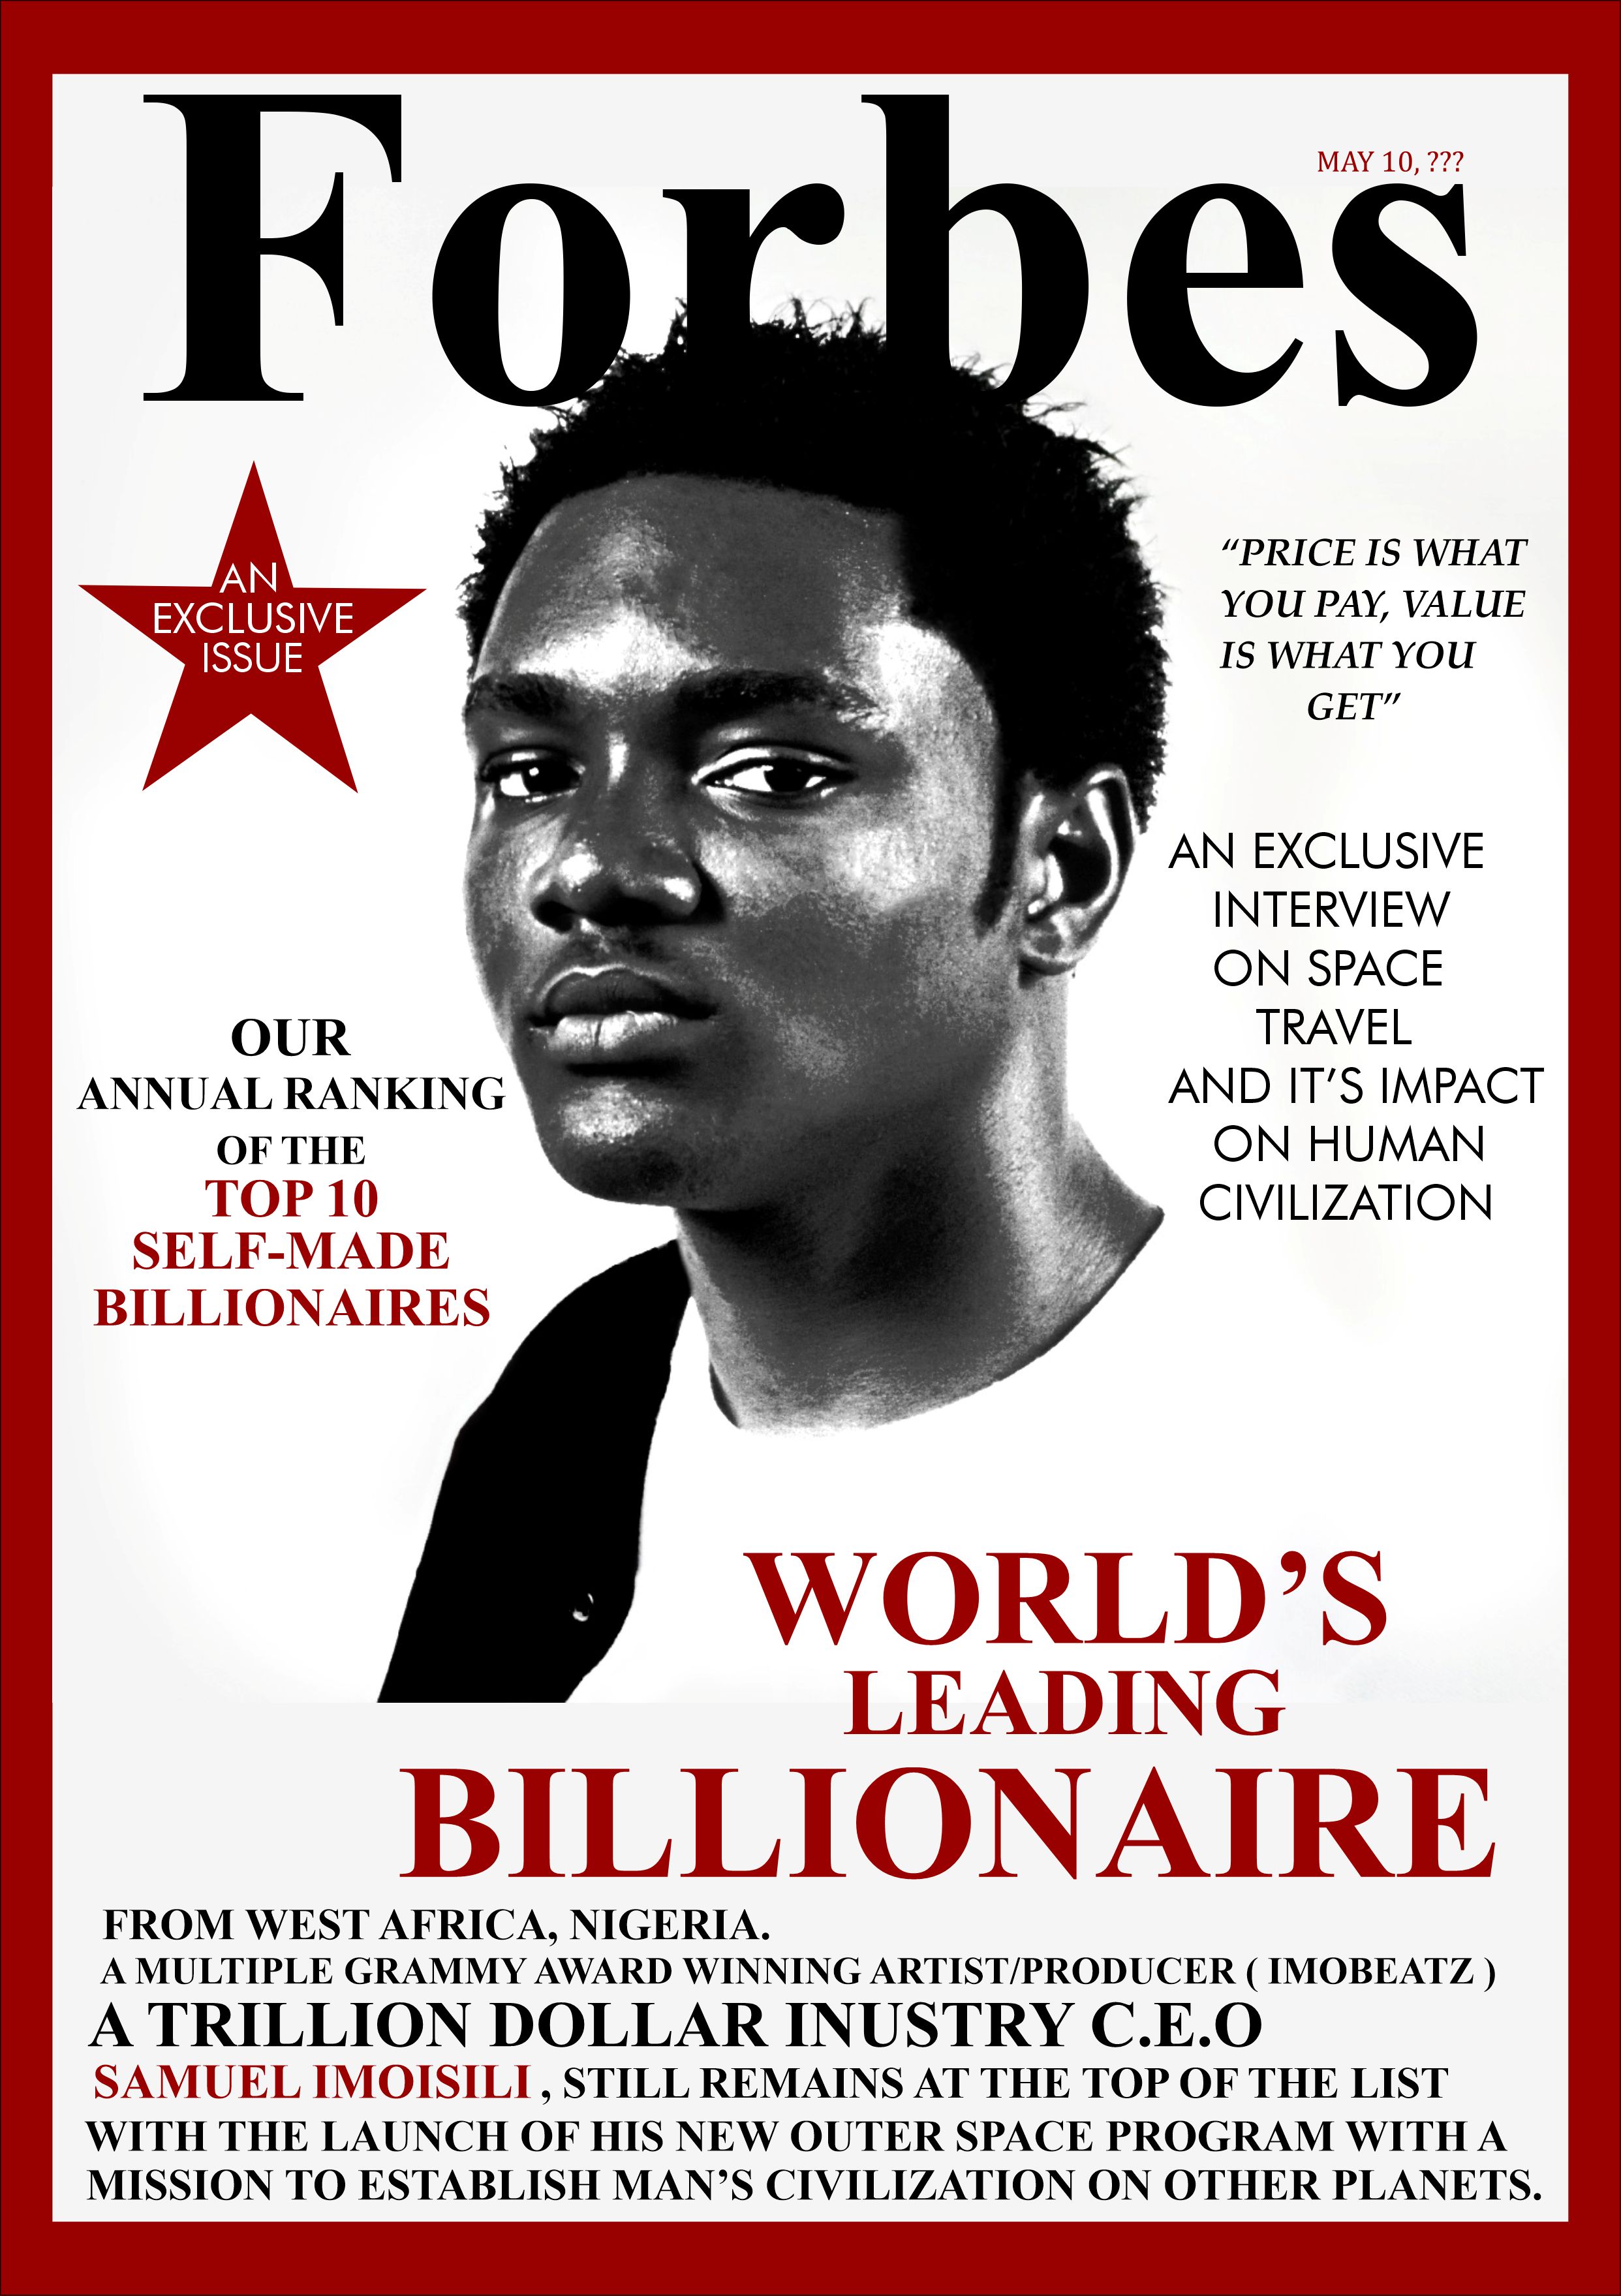 Forbes
MAY 10, ???
AN
EXCLUSIVE
ISSUE
“PRICE IS WHAT
YOU PAY, VALUE
IS WHAT YOU
GET”
AN EXCLUSIVE
INTERVIEW
ON SPACE
TRAVEL
AND IT’S IMPACT
ON HUMAN
CIVILIZATION
OUR
ANNUAL RANKING
OF THE
TOP 10
SELF-MADE
BILLIONAIRES
WORLD’S
LEADING
BILLIONAIRE
FROM WEST AFRICA, NIGERIA.
A MULTIPLE GRAMMY AWARD WINNING ARTIST/PRODUCER ( IMOBEATZ )
A TRILLION DOLLAR INUSTRY C.E.O
SAMUEL IMOISILI , STILL REMAINS AT THE TOP OF THE LIST
WITH THE LAUNCH OF HIS NEW OUTER SPACE PROGRAM WITH A
MISSION TO ESTABLISH MAN’S CIVILIZATION ON OTHER PLANETS.